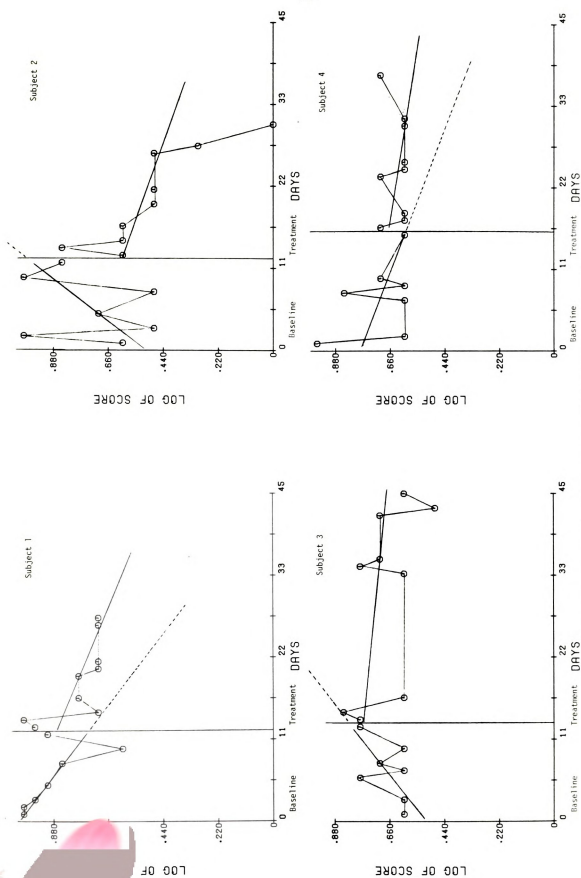 Subject 1
.880
.660
.440
.220
0
11
22
33
45
Baseline
Treatment
DAYS
LOG OF
Subject 2
.880
.660
.440
.220
0
0
11
22
33
45
Baseline
Treatment
DAYS
LOG OF SCORE
Subject 3
.880
.660
.440
.220
0
0
11
22
33
45
Baseline
Treatment
DAYS
LOG OF SCORE
Subject 4
.880
.660
.440
.220
0
0
11
22
33
45
Baseline
Treatment
DAYS
LOG OF SCORE